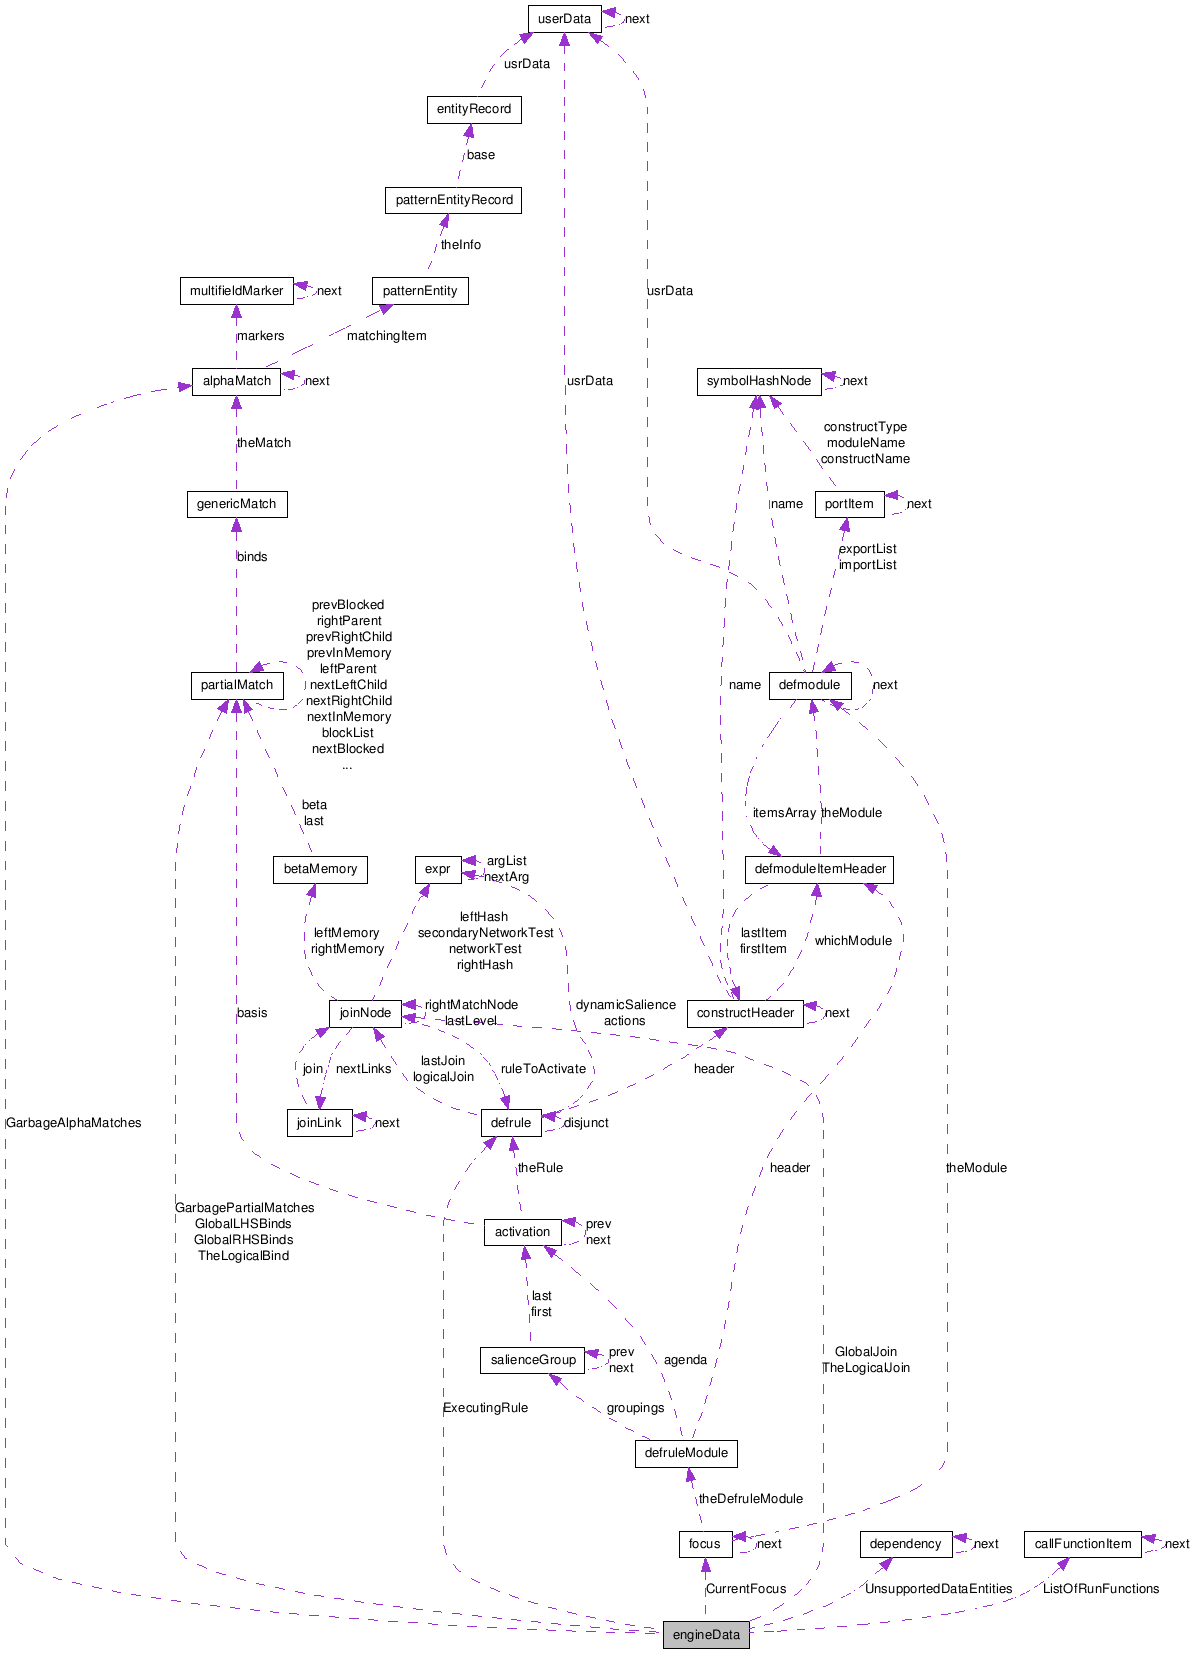 userData
next
usrData
entityRecord
base
patternEntityRecord
theInfo
usrData
multifieldMarker
next
patternEntity
markers
matchingItem
alphaMatch
next
usrData
symbolHashNode
next
constructType
moduleName
constructName
theMatch
genericMatch
name
portItem
next
binds
exportList
importList
prevBlocked
rightParent
prevRightChild
prevInMemory
leftParent
nextLeftChild
nextRightChild
nextInMemory
blockList
nextBlocked
...
partialMatch
name
defmodule
next
beta
last
itemsArray
theModule
betaMemory
expr
argList
nextArg
defmoduleItemHeader
leftMemory
rightMemory
leftHash
secondaryNetworkTest
networkTest
rightHash
lastItem
firstItem
whichModule
basis
joinNode
rightMatchNode
lastLevel
dynamicSalience
actions
constructHeader
next
join
nextLinks
lastJoin
logicalJoin
ruleToActivate
header
GarbageAlphaMatches
joinLink
next
defrule
disjunct
theRule
header
theModule
GarbagePartialMatches
GlobalLHSBinds
GlobalRHSBinds
TheLogicalBind
activation
prev
next
last
first
salienceGroup
prev
next
agenda
GlobalJoin
TheLogicalJoin
ExecutingRule
groupings
defruleModule
theDefruleModule
focus
next
dependency
next
callFunctionItem
next
CurrentFocus
UnsupportedDataEntities
ListOfRunFunctions
engineData